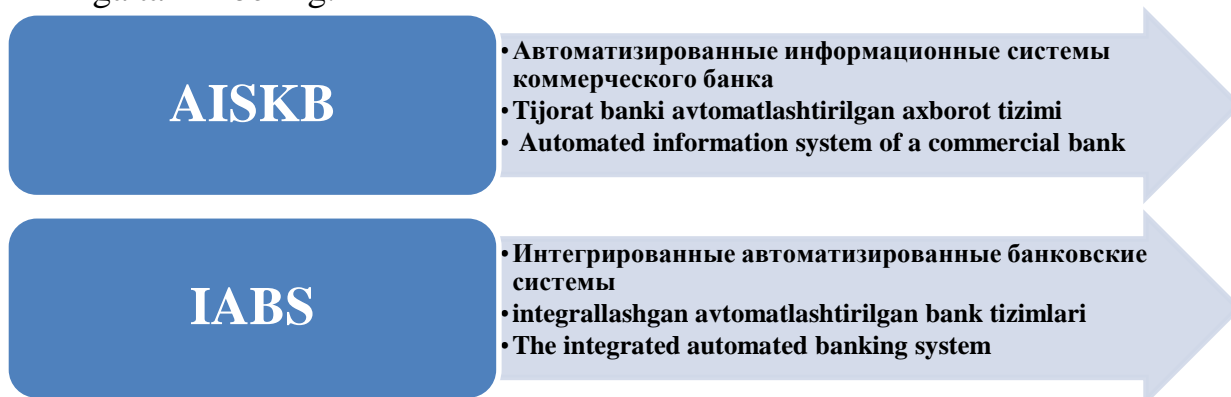 AISKB
•Автоматизированные информационные системы
коммерческого банка
•Tijorat banki avtomatlashtirilgan axborot tizimi
• Automated information system of a commercial bank
IABS
•Интегрированные автоматизированные банковские
системы
•integrallashgan avtomatlashtirilgan bank tizimlari
•The integrated automated banking system